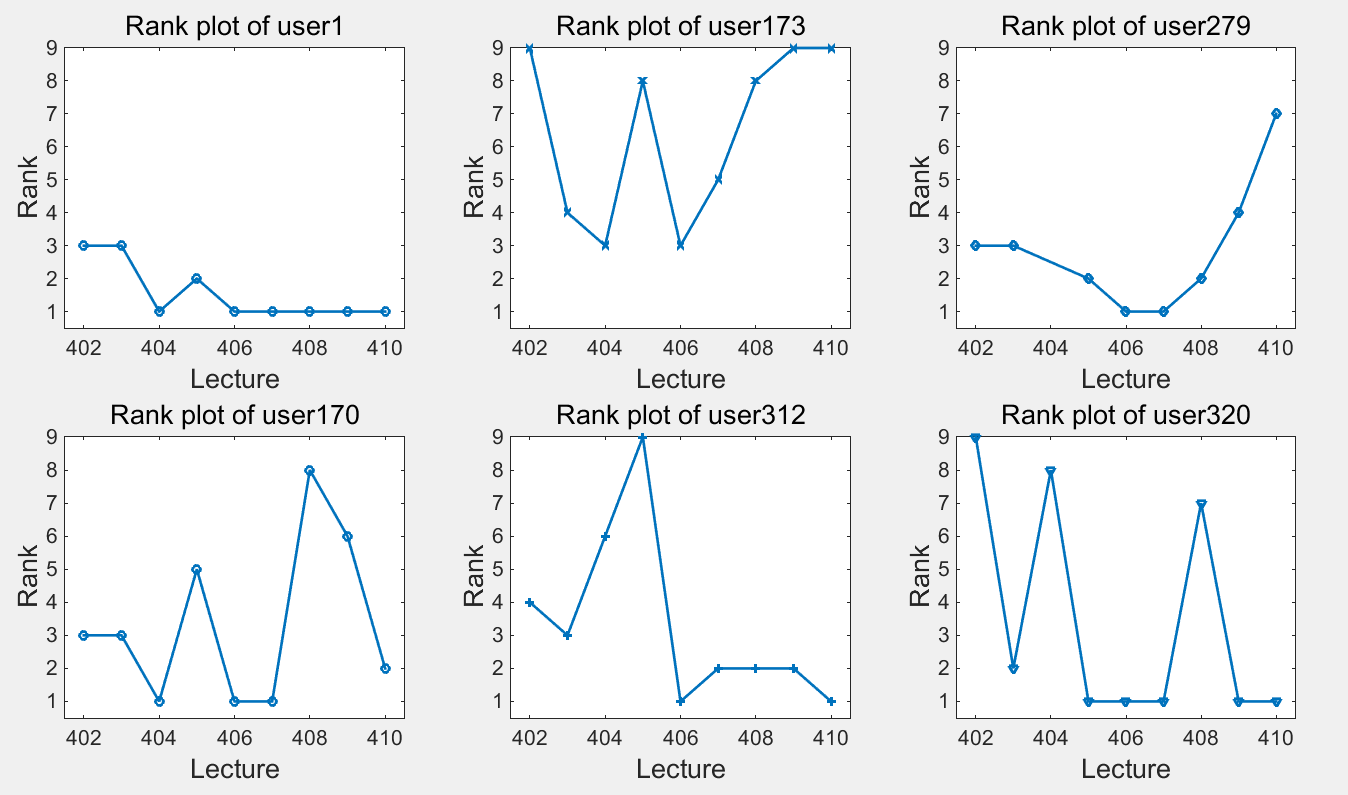 Rank plot of user1
9
8
7
6
5
4
3
2
1
Rank
402 404 406 408 410
Lecture
Rank plot of user173
9
8
7
6
5
4
3
2
1
Rank
402 404 406 408 410
Lecture
Rank plot of user279
9
8
7
6
5
4
3
2
1
Rank
402 404 406 408 410
Lecture
Rank plot of user170
9
8
7
6
5
4
3
2
1
Rank
402 404 406 408 410
Lecture
Rank plot of user312
9
8
7
6
5
4
3
2
1
Rank
402 404 406 408 410
Lecture
Rank plot of user320
9
8
7
6
5
4
3
2
1
Rank
402 404 406 408 410
Lecture